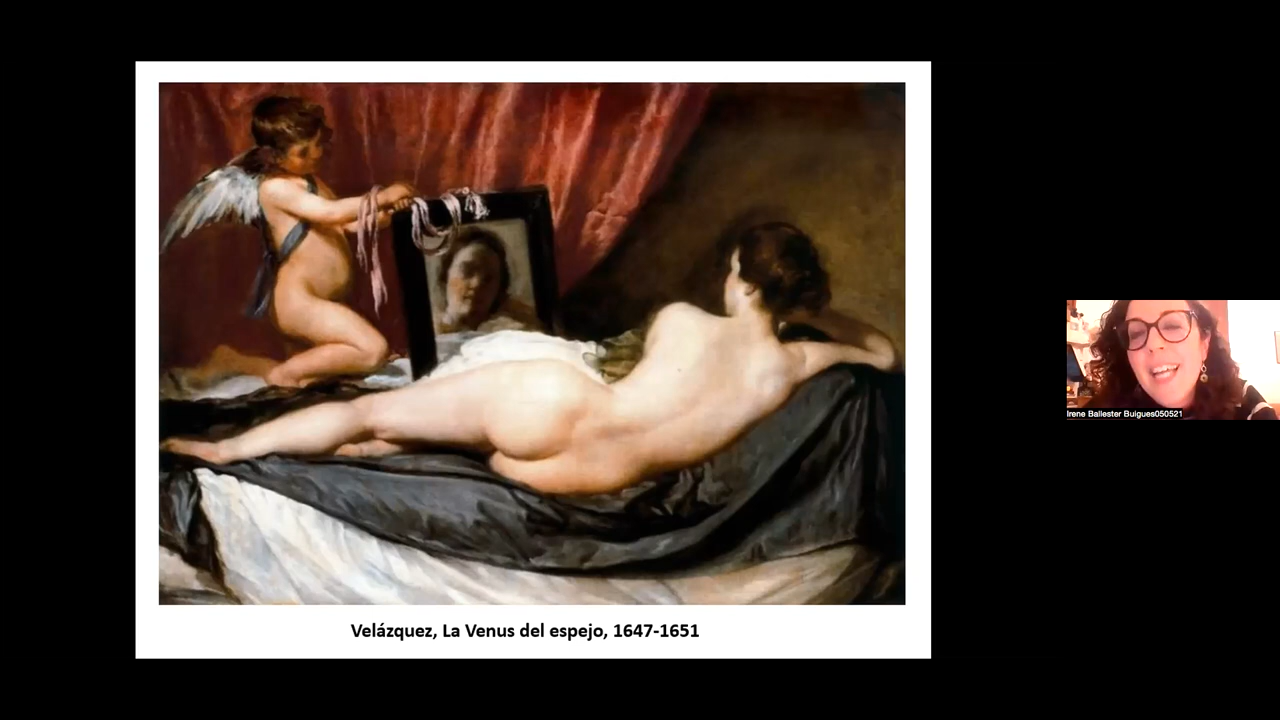 Velázquez, La Venus del espejo, 1647-1651
Irene Ballester Buigues050521